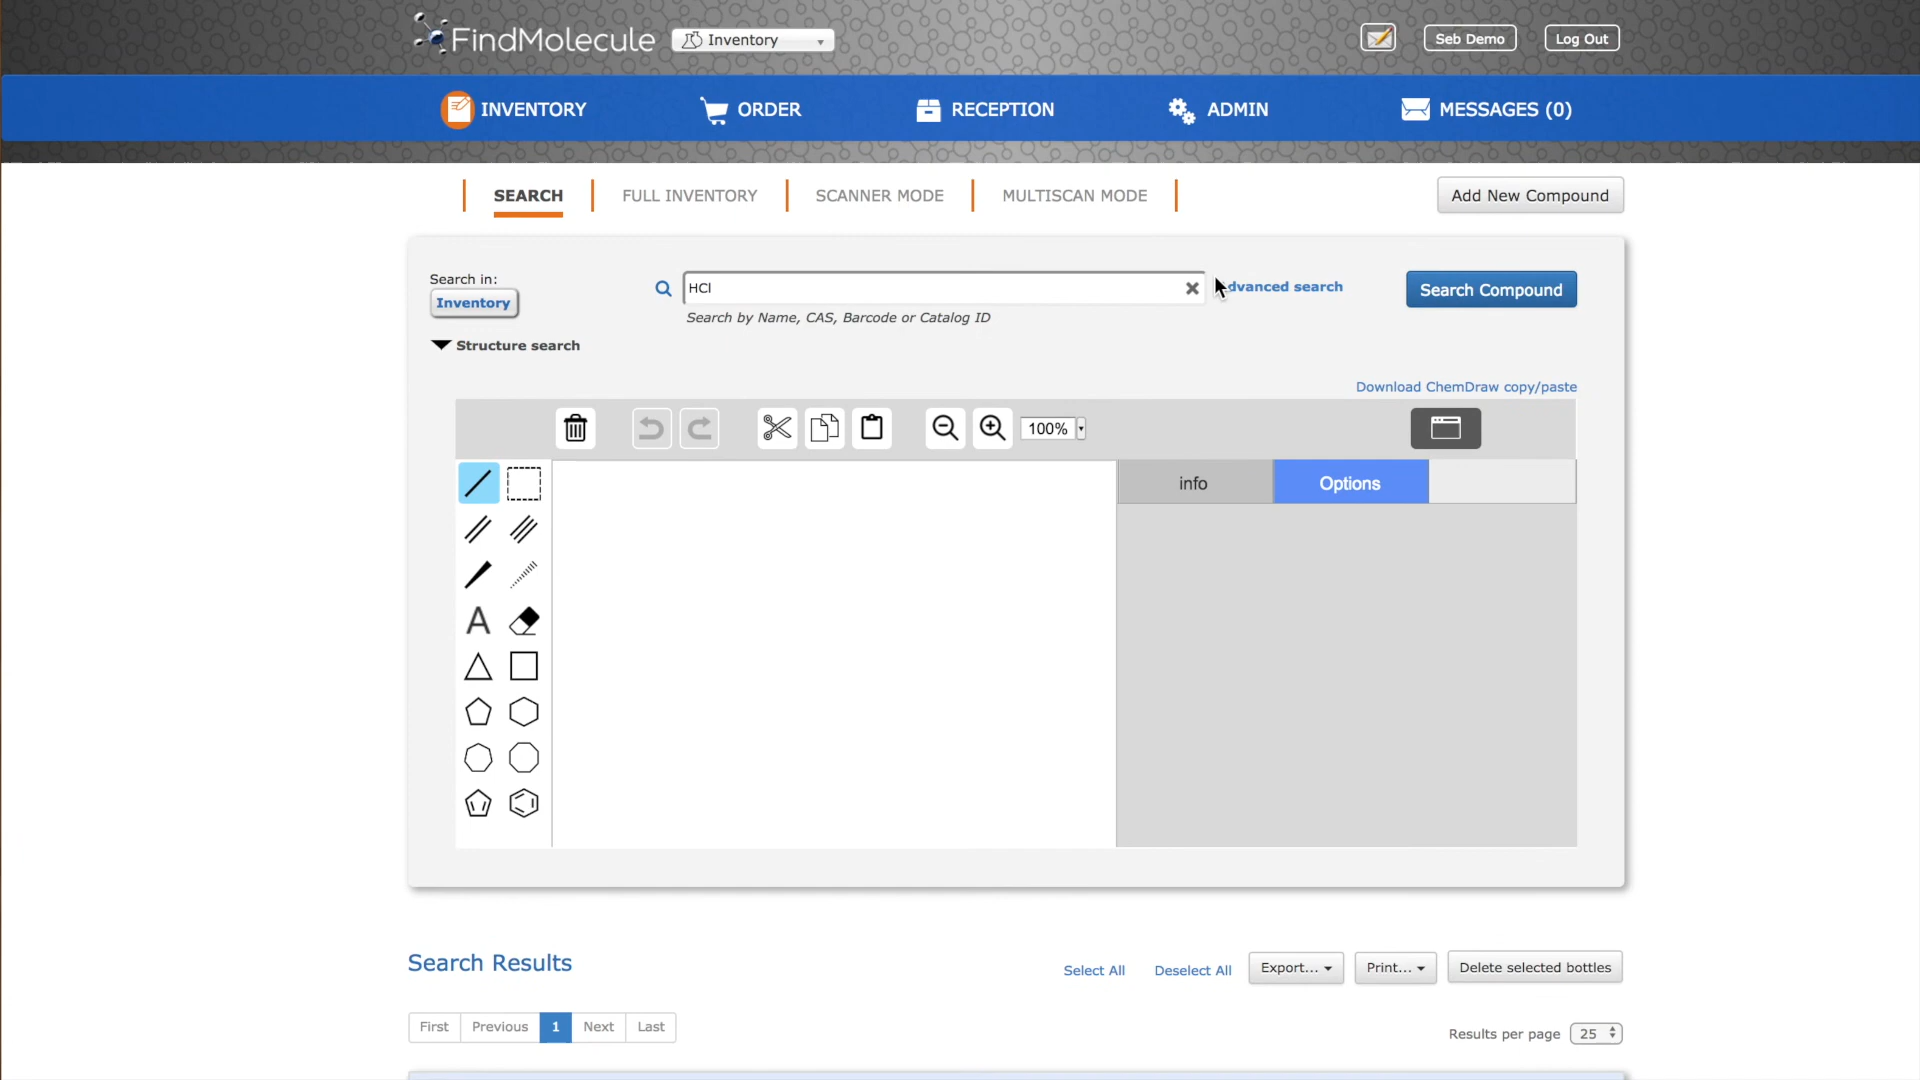 FindMolecule
Inventory
Seb Demo
Log Out
INVENTORY
ORDER
RECEPTION
ADMIN
MESSAGES (0)
SEARCH
FULL INVENTORY
SCANNER MODE
MULTISCAN MODE
Add New Compound
Search in:
Inventory
HCl
dvanced search
Search Compound
Search by Name, CAS, Barcode or Catalog ID
Structure search
Download ChemDraw copy/paste
100%
info
Options
A
Search Results
Select All
Deselect All
Export...
Print...
Delete selected bottles
First
Previous
1
Next
Last
Results per page
25